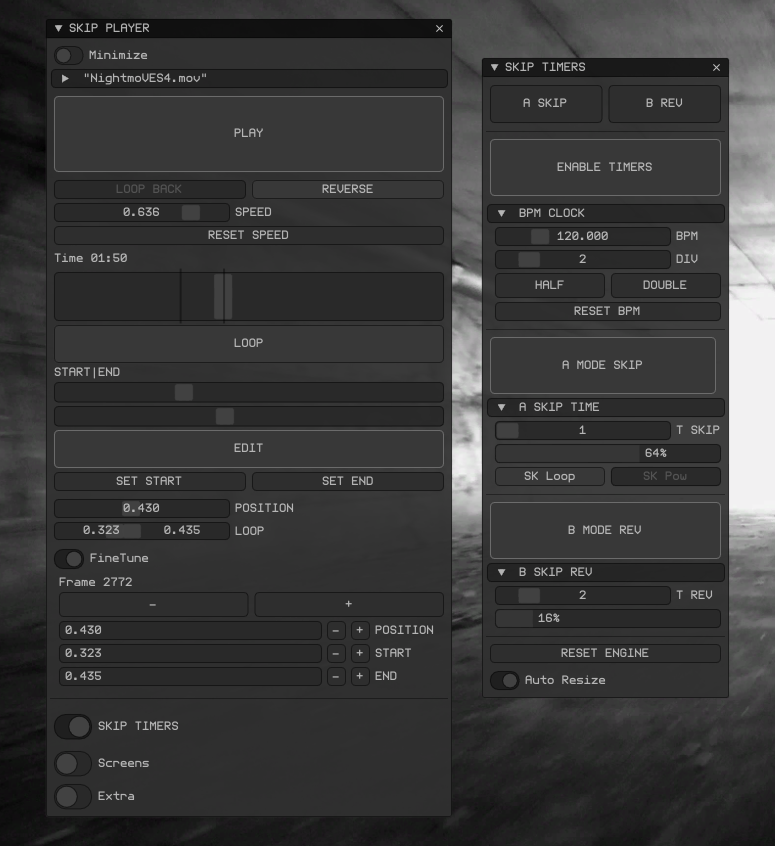 SKIP PLAYER
Minimize
"NightmoVES4.mov"
PLAY
LOOP BACK REVERSE
0.636 SPEED
RESET SPEED
Time 01:50
LOOP
START|END
EDIT
SET START SET END
0.430 POSITION
0.323 0.435 LOOP
FineTune
Frame 2772
- +
0.430 - + POSITION
0.323 - + START
0.435 - + END
SKIP TIMERS
Screens
Extra
SKIP TIMERS
A SKIP B REV
ENABLE TIMERS
BPM CLOCK
120.000 BPM
2 DIV
HALF DOUBLE
RESET BPM
A MODE SKIP
A SKIP TIME
1 T SKIP
64%
SK Loop SK Pow
B MODE REV
B SKIP REV
2 T REV
16%
RESET ENGINE
Auto Resize